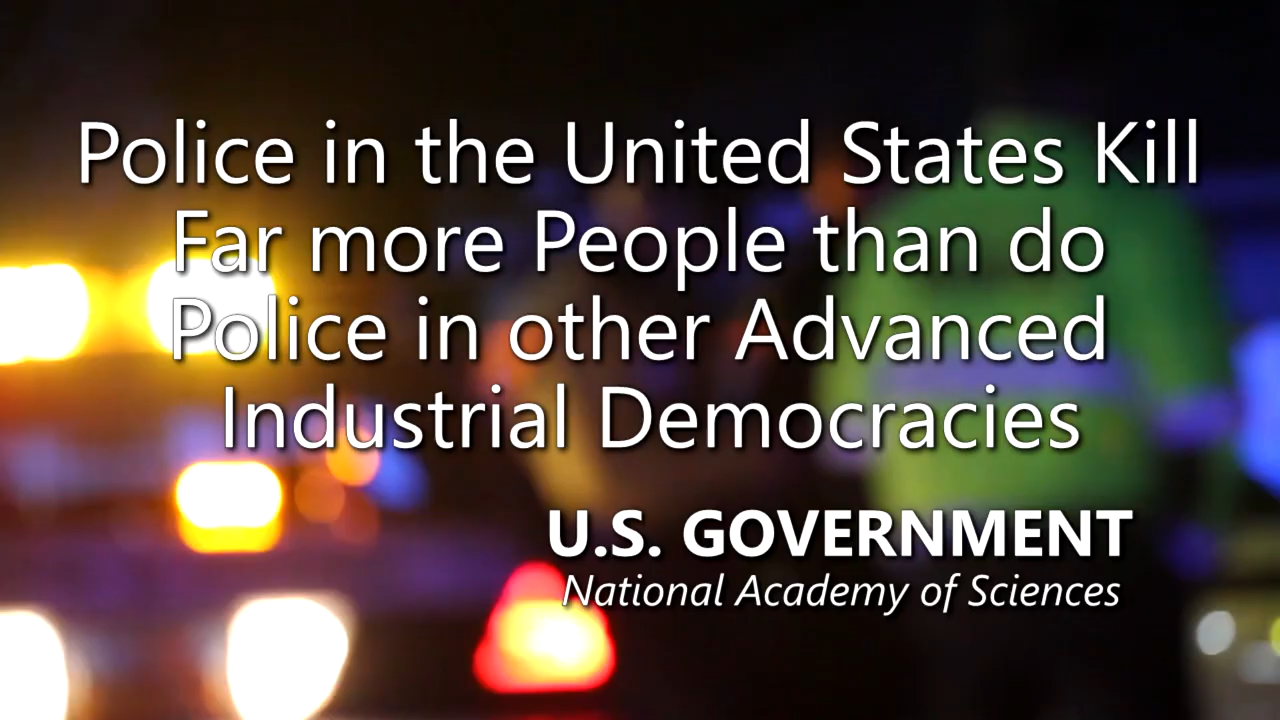 Police in the United States Kill
Far more People than do
Police in other Advanced
Industrial Democracies
U.S. GOVERNMENT
National Academy of Sciences